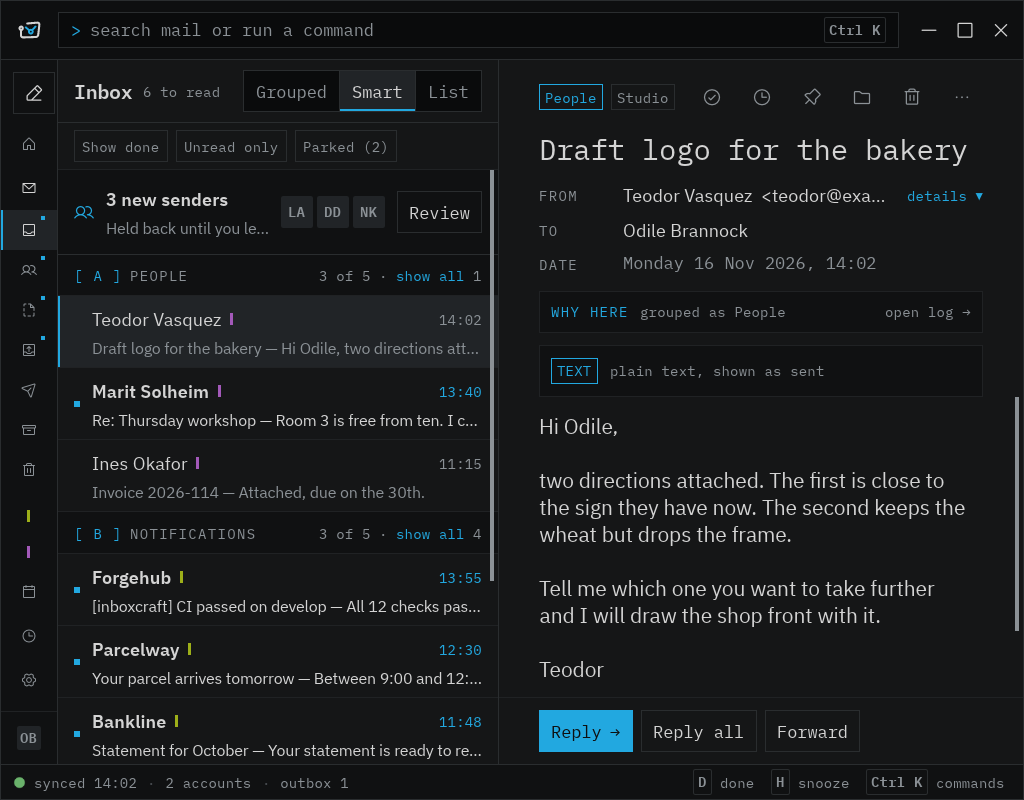 > search mail or run a command Ctrl K
Inbox 6 to read Grouped Smart List
Show done Unread only Parked (2)
3 new senders
Held back until you le...
LA DD NK Review
[ A ] PEOPLE 3 of 5 · show all 1
Teodor Vasquez 14:02
Draft logo for the bakery — Hi Odile, two directions att...
Marit Solheim 13:40
Re: Thursday workshop — Room 3 is free from ten. I c...
Ines Okafor 11:15
Invoice 2026-114 — Attached, due on the 30th.
[ B ] NOTIFICATIONS 3 of 5 · show all 4
Forgehub 13:55
[inboxcraft] CI passed on develop — All 12 checks pas...
Parcelway 12:30
Your parcel arrives tomorrow — Between 9:00 and 12:...
Bankline 11:48
Statement for October — Your statement is ready to re...
OB
People Studio ...
Draft logo for the bakery
FROM Teodor Vasquez <teodor@exa... details ▼
TO Odile Brannock
DATE Monday 16 Nov 2026, 14:02
WHY HERE grouped as People open log →
TEXT plain text, shown as sent
Hi Odile,
two directions attached. The first is close to
the sign they have now. The second keeps the
wheat but drops the frame.
Tell me which one you want to take further
and I will draw the shop front with it.
Teodor
Reply → Reply all Forward
synced 14:02 · 2 accounts · outbox 1
D done H snooze Ctrl K commands